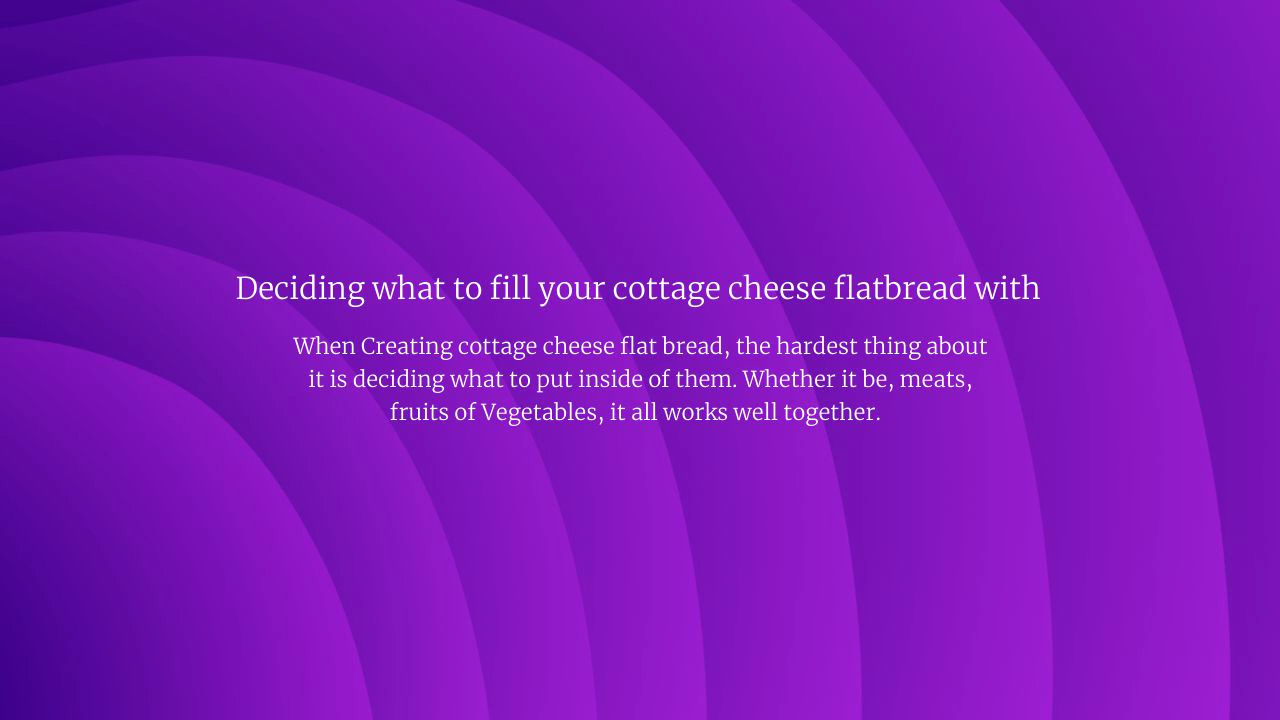 Deciding what to fill your cottage cheese flatbread with
When Creating cottage cheese flat bread, the hardest thing about
it is deciding what to put inside of them. Whether it be, meats,
fruits of Vegetables, it all works well together.